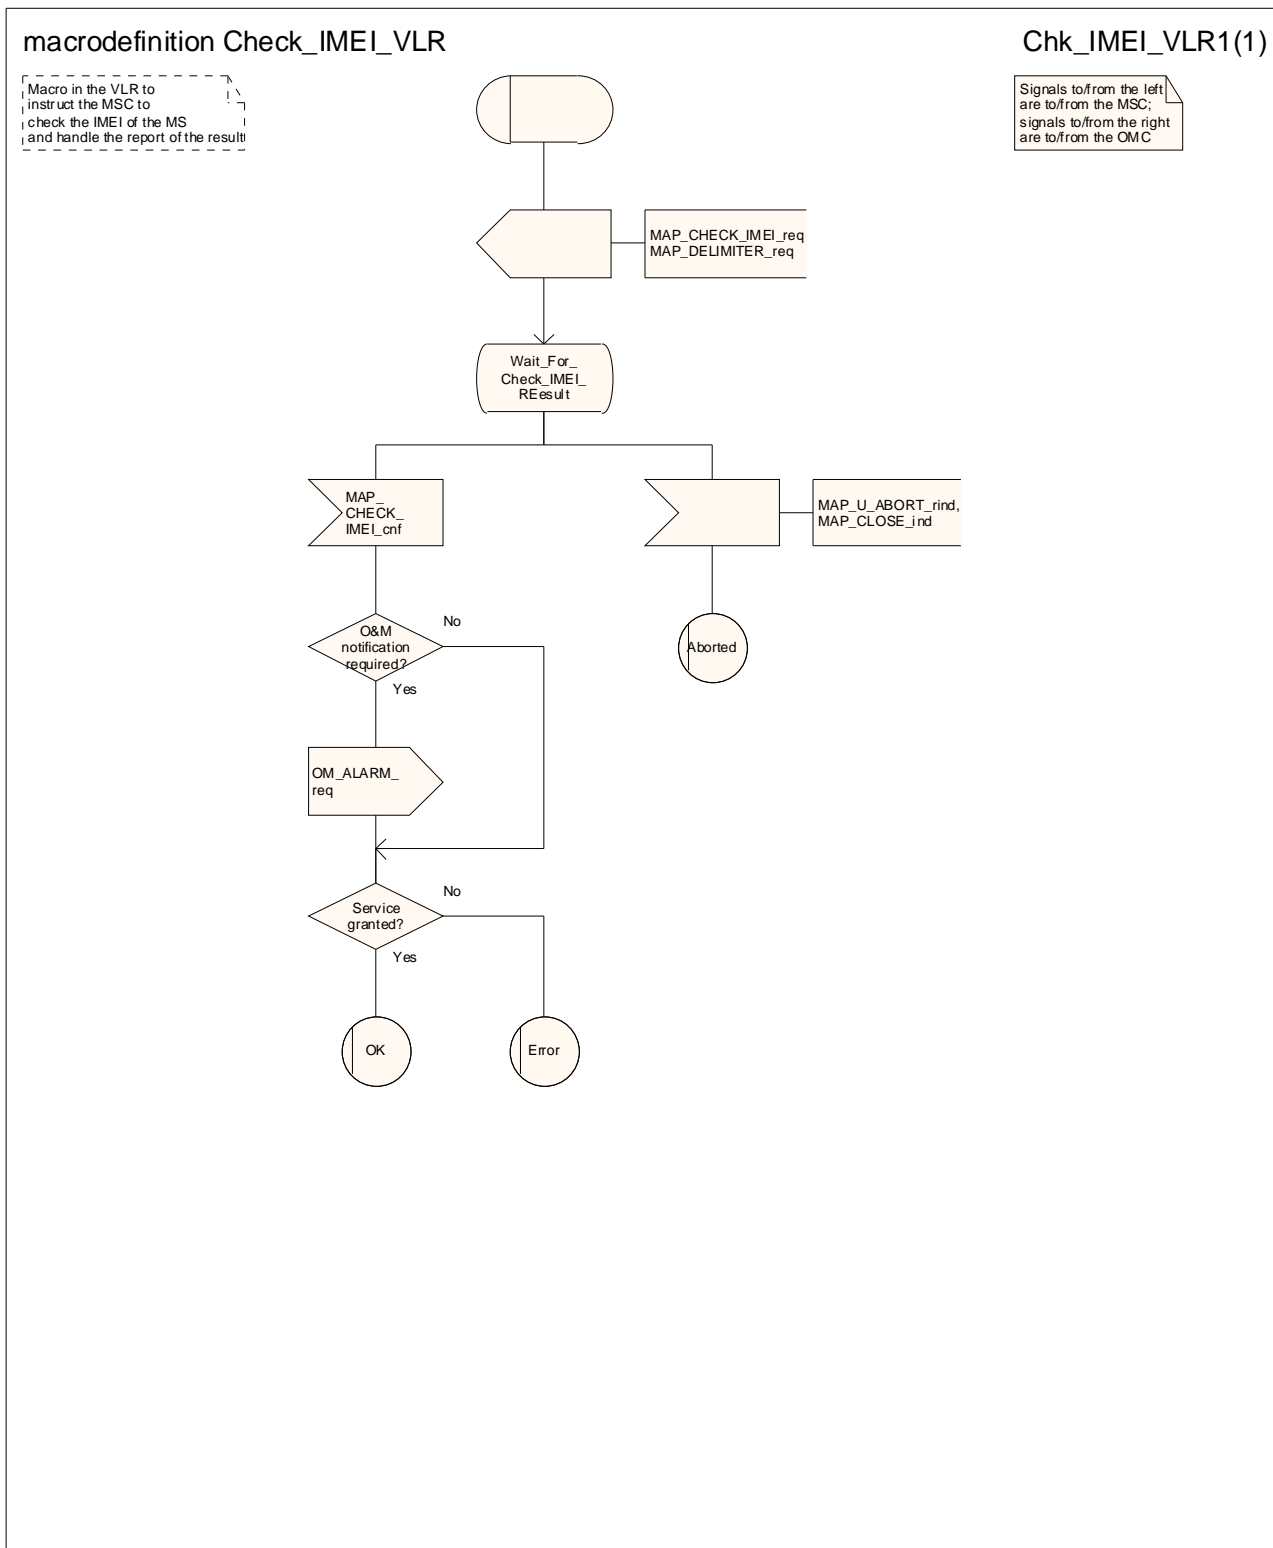 macrodefinition Check_IMEI_VLR
Chk_IMEI_VLR1(1)
Macro in the VLR to
instruct the MSC to
check the IMEI of the MS
and handle the report of the result
Signals to/from the left
are to/from the MSC;
signals to/from the right
are to/from the OMC
MAP_CHECK_IMEI_req
MAP_DELIMITER_req
Wait_For_
Check_IMEI_
REesult
MAP_
CHECK_
IMEI_cnf
MAP_U_ABORT_rind,
MAP_CLOSE_ind
O&M
notification
required?
No
Yes
Aborted
OM_ALARM_
req
Service
granted?
No
Yes
OK
Error